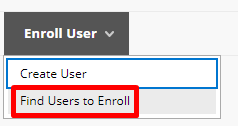 Enroll User
Create User
Find Users to Enroll